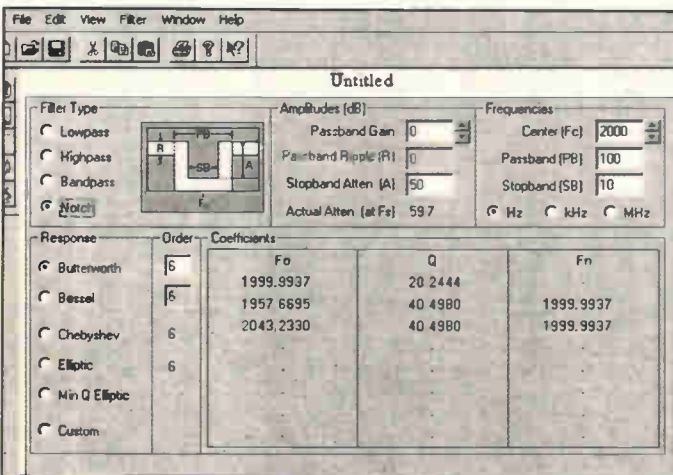 File Edit View Filter Window Help
Untitled
Filter Type
Lowpass
Highpass
Bandpass
Notch
PB
R
SB
A
Amplitudes (dB)
Passband Gain 0
Passband Ripple (R) 0
Stopband Atten (A) 50
Actual Atten (at Fs) 59.7
Frequencies
Center (Fc) 2000
Passband (PB) 100
Stopband (SB) 10
Hz kHz MHz
Response
Butterworth
Bessel
Chebyshev
Elliptic
Min Q Elliptic
Custom
Order
6
6
6
6
Coefficients
Fo Q Fn
1999.9937 20.2444
1957.6695 40.4980 1999.9937
2043.2330 40.4980 1999.9937